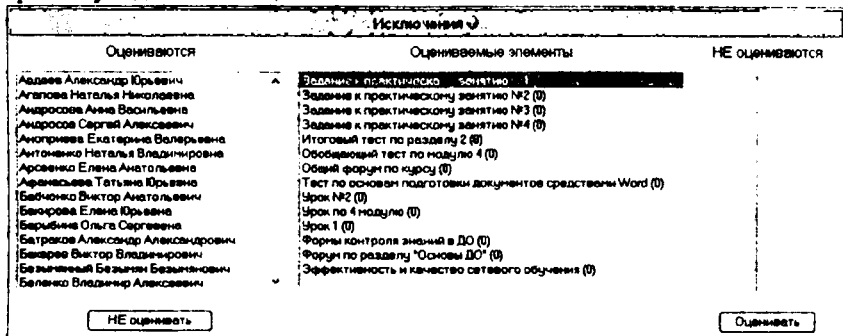 Исключения
Оцениваются
Оцениваемые элементы
НЕ оцениваются
Авдеев Александр Юрьевич
Агапова Наталья Николаевна
Андросова Анна Васильевна
Андросов Сергей Алексеевич
Аноприева Екатерина Валерьевна
Антоненко Наталья Владимировна
Арсенко Елена Анатольевна
Афанасьева Татьяна Юрьевна
Бабченко Виктор Анатольевич
Бакирова Елена Юрьевна
Барыбина Ольга Сергеевна
Батраков Александр Александрович
Бахарев Виктор Владимирович
Безымянный Безымян Безымянович
Беленко Владимир Алексеевич
Задание к практическо занятию 1
Задание к практическому занятию №2 (0)
Задание к практическому занятию №3 (0)
Задание к практическому занятию №4 (0)
Итоговый тест по разделу 2 (0)
Обобщающий тест по модулю 4 (0)
Общий форум по курсу (0)
Тест по основам подготовки документов средствами Word (0)
Урок №2 (0)
Урок по 4 модулю (0)
Урок 1 (0)
Формы контроля знаний в ДО (0)
Форум по разделу "Основы ДО" (0)
Эффективность и качество сетевого обучения (0)
НЕ оценивать
Оценивать